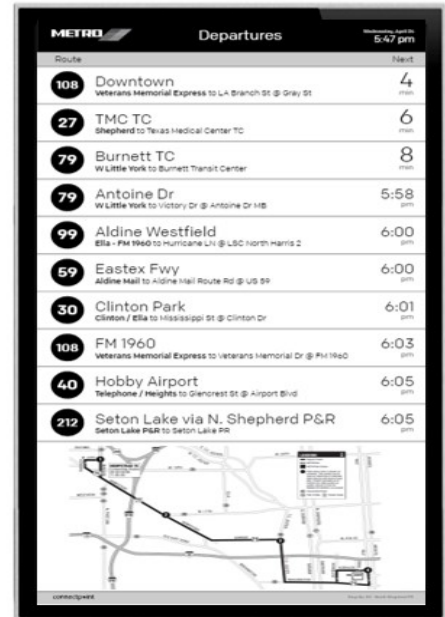 METRO
Departures
Wednesday, April 24
5:47 pm
Route
Next
108
Downtown
Veterans Memorial Express to LA Branch St @ Gray St
4
min
27
TMC TC
Shepherd to Texas Medical Center TC
6
min
79
Burnett TC
W Little York to Burnett Transit Center
8
min
79
Antoine Dr
W Little York to Victory Dr @ Antoine Dr MB
5:58
pm
99
Aldine Westfield
Ella - FM 1960 to Hurricane LN @ LSC North Harris 2
6:00
pm
59
Eastex Fwy
Aldine Mail to Aldine Mail Route Rd @ US 59
6:00
pm
30
Clinton Park
Clinton / Ella to Mississippi St @ Clinton Dr
6:01
pm
108
FM 1960
Veterans Memorial Express to Veterans Memorial Dr @ FM 1960
6:03
pm
40
Hobby Airport
Telephone / Heights to Glencrest St @ Airport Blvd
6:05
pm
212
Seton Lake via N. Shepherd P&R
Seton Lake P&R to Seton Lake PR
6:05
pm
connectpoint